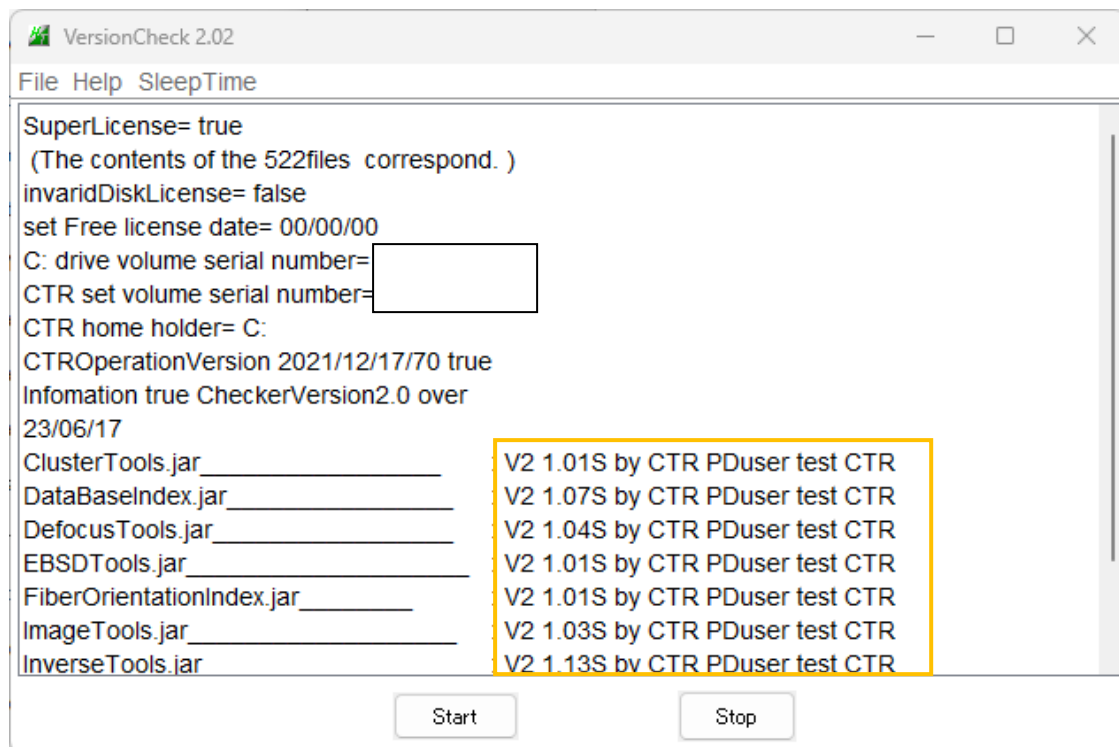 VersionCheck 2.02
File Help SleepTime
SuperLicense= true
(The contents of the 522files correspond. )
invaridDiskLicense= false
set Free license date= 00/00/00
C: drive volume serial number=
CTR set volume serial number=
CTR home holder= C:
CTROperationVersion 2021/12/17/70 true
Infomation true CheckerVersion2.0 over
23/06/17
ClusterTools.jar_________________ : V2 1.01S by CTR PDuser test CTR
DataBaseIndex.jar________________ : V2 1.07S by CTR PDuser test CTR
DefocusTools.jar_________________ : V2 1.04S by CTR PDuser test CTR
EBSDTools.jar____________________ : V2 1.01S by CTR PDuser test CTR
FiberOrientationIndex.jar________ : V2 1.01S by CTR PDuser test CTR
ImageTools.jar___________________ : V2 1.03S by CTR PDuser test CTR
InverseTools.jar : V2 1.13S by CTR PDuser test CTR
Start Stop